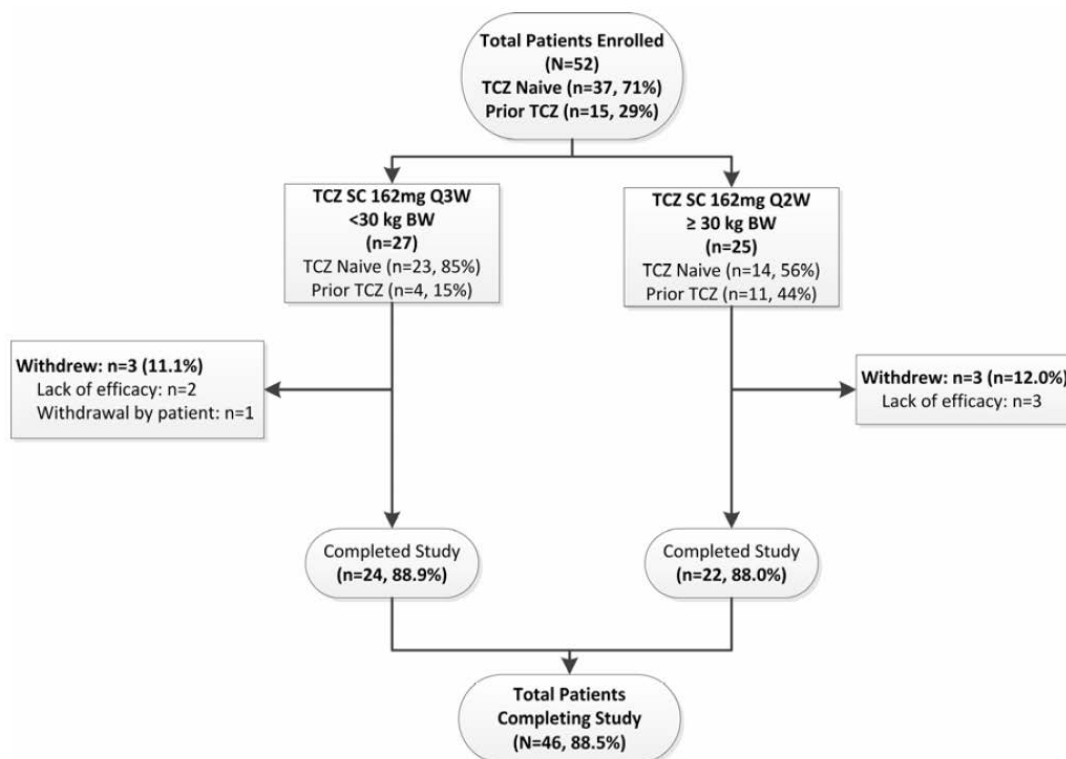 Total Patients Enrolled
(N=52)
TCZ Naive (n=37, 71%)
Prior TCZ (n=15, 29%)
TCZ SC 162mg Q3W
<30 kg BW
(n=27)
TCZ Naive (n=23, 85%)
Prior TCZ (n=4, 15%)
TCZ SC 162mg Q2W
≥ 30 kg BW
(n=25)
TCZ Naive (n=14, 56%)
Prior TCZ (n=11, 44%)
Withdrew: n=3 (11.1%)
Lack of efficacy: n=2
Withdrawal by patient: n=1
Withdrew: n=3 (n=12.0%)
Lack of efficacy: n=3
Completed Study
(n=24, 88.9%)
Completed Study
(n=22, 88.0%)
Total Patients
Completing Study
(N=46, 88.5%)